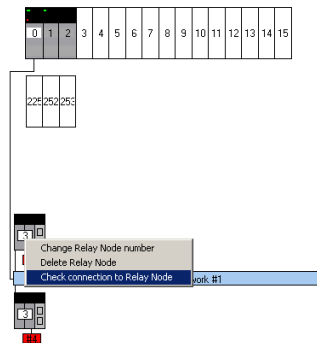 0 1 2 3 4 5 6 7 8 9 10 11 12 13 14 15
225 252 253
3
Change Relay Node number
Delete Relay Node
Check connection to Relay Node
work #1
3
#4